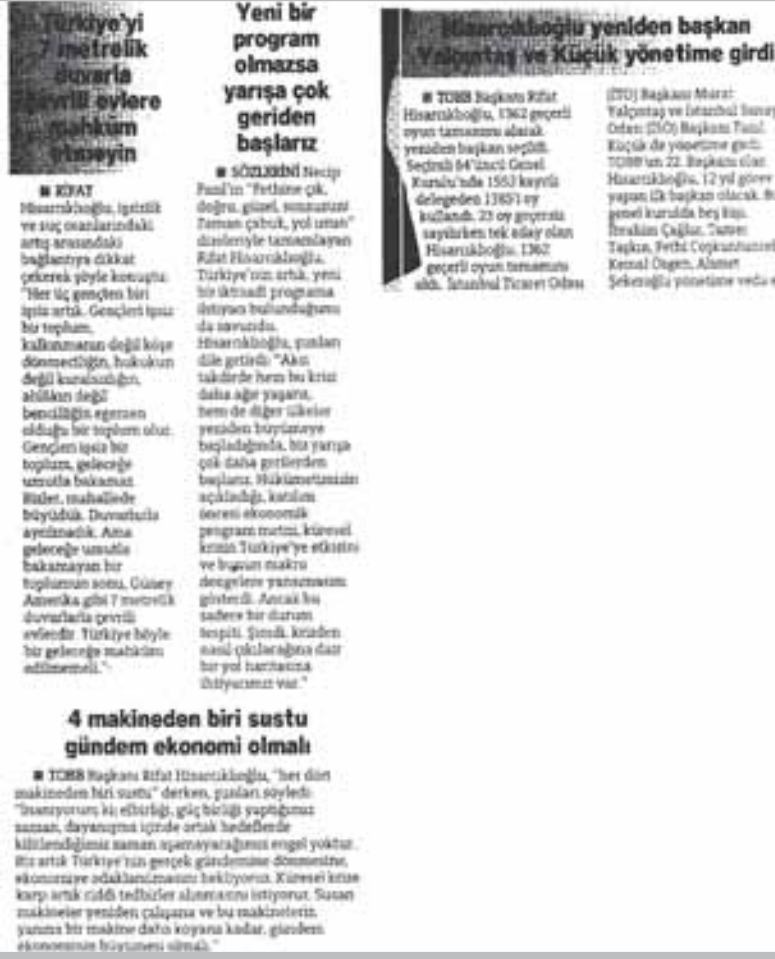 Türkiye'yi
7 metrelik
duvarla
çevrili evlere
mahkûm
etmeyin
■ RİFAT
Hisarcıklıoğlu, işsizlik
ve suç oranlarındaki
artış arasındaki
bağlantıya dikkat
çekerek şöyle konuştu:
"Her üç gençten biri
işsiz artık. Gençleri işsiz
bir toplum,
kalkınmanın değil köşe
dönmeciliğin, hukukun
değil kuralsızlığın,
ahlâkın değil
bencilliğin egemen
olduğu bir toplum olur.
Gençleri işsiz bir
toplum, geleceğe
umutla bakamaz.
Bizler, mahallede
büyüdük. Duvarlarla
ayrılmadık. Ama
geleceğe umutla
bakamayan bir
toplumun sonu, Güney
Amerika gibi 7 metrelik
duvarlarla çevrili
evlerdir. Türkiye böyle
bir geleceğe mahkûm
edilmemeli."
Yeni bir
program
olmazsa
yarışa çok
geriden
başlarız
■ SÖZLERİNİ Necip
Fazıl'ın "Fethine çık,
doğru, güzel, sonsuzun!
Zaman çabuk, yol uzun"
dizeleriyle tamamlayan
Rifat Hisarcıklıoğlu,
Türkiye'nin artık, yeni
bir iktisadi programa
ihtiyacı bulunduğunu
da savundu.
Hisarcıklıoğlu, şunları
dile getirdi: "Aksi
takdirde hem bu krizi
daha ağır yaşarız,
hem de diğer ülkeler
yeniden büyümeye
başladığında, biz yarışa
çok daha gerilerden
başlarız. Hükümetimizin
açıkladığı, katılım
öncesi ekonomik
program metni, küresel
krizin Türkiye'ye etkisini
ve bunun makro
dengelere yansımasını
gösterdi. Ancak bu
sadece bir durum
tespiti. Şimdi, krizden
nasıl çıkılacağına dair
bir yol haritasına
ihtiyacımız var."
4 makineden biri sustu
gündem ekonomi olmalı
■ TOBB Başkanı Rifat Hisarcıklıoğlu, "her dört
makineden biri sustu" derken, şunları söyledi:
"İnanıyorum ki; elbirliği, güç birliği yaptığımız
zaman, dayanışma içinde ortak hedeflerde
kilitlendiğimiz zaman aşamayacağımız engel yoktur.
Biz artık Türkiye'nin gerçek gündemine dönmesine,
ekonomiye odaklanılmasını bekliyoruz. Küresel krize
karşı artık ciddi tedbirler alınmasını istiyoruz. Susan
makineler yeniden çalışana ve bu makinelerin
yanına bir makine daha koyana kadar, gündem
ekonominin büyümesi olmalı."
Hisarcıklıoğlu yeniden başkan
Yalçıntaş ve Küçük yönetime girdi
■ TOBB Başkanı Rifat
Hisarcıklıoğlu, 1362 geçerli
oyun tamamını alarak
yeniden başkan seçildi.
Seçimli 64'üncü Genel
Kurulu'nda 1552 kayıtlı
delegeden 1385'i oy
kullandı. 23 oy geçersiz
sayılırken tek aday olan
Hisarcıklıoğlu, 1362
geçerli oyun tamamını
aldı. İstanbul Ticaret Odası
(İTO) Başkanı Murat
Yalçıntaş ve İstanbul Sanayi
Odası (İSO) Başkanı Tanıl
Küçük de yönetime girdi.
TOBB'un 22. Başkanı olan
Hisarcıklıoğlu, 12 yıl görev
yapan ilk başkan olacak. Bu
genel kurulda beş kişi,
İbrahim Çağlar, Tamer
Taşkın, Fethi Coşkuntuncel,
Kemal Özgen, Ahmet
Şekeroğlu yönetime veda e